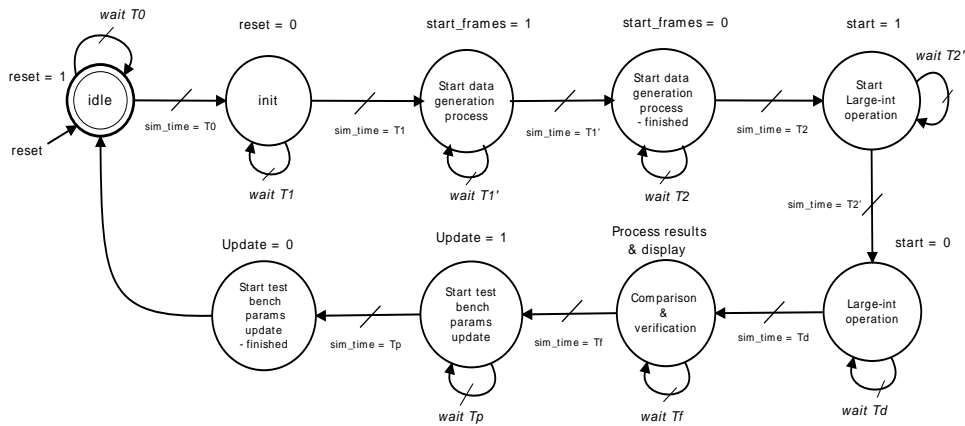 wait T0
reset = 0
start_frames = 1
start_frames = 0
start = 1
wait T2'
reset = 1
idle
init
Start data
generation
process
Start data
generation
process
- finished
Start
Large-int
operation
sim_time = T0
sim_time = T1
sim_time = T1'
sim_time = T2
reset
wait T1
wait T1'
wait T2
sim_time = T2'
Update = 0
Update = 1
Process results
& display
start = 0
Start test
bench
params
update
- finished
Start test
bench
params
update
Comparison
&
verification
Large-int
operation
sim_time = Tp
sim_time = Tf
sim_time = Td
wait Tp
wait Tf
wait Td